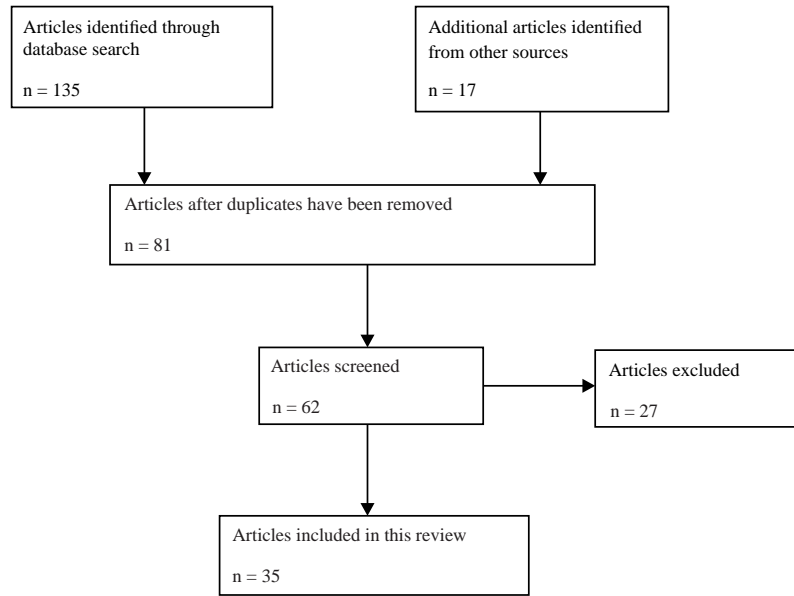 Articles identified through
database search
n = 135
Additional articles identified
from other sources
n = 17
Articles after duplicates have been removed
n = 81
Articles screened
n = 62
Articles excluded
n = 27
Articles included in this review
n = 35